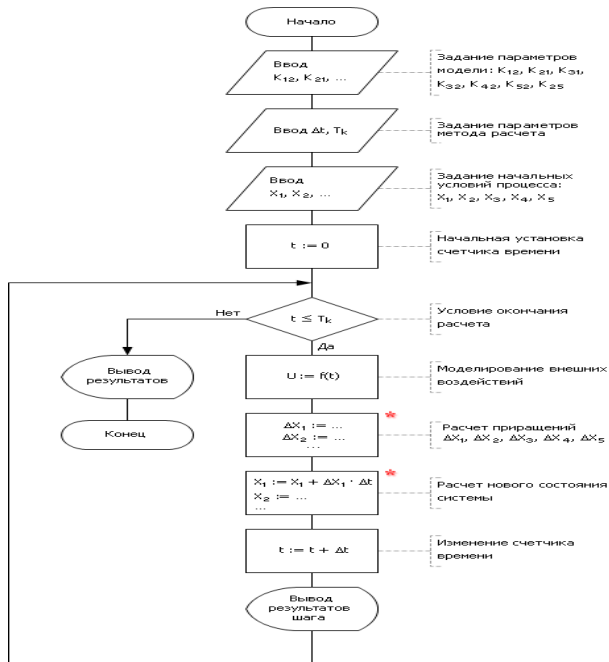 Начало
Ввод
K12, K21, ...
Задание параметров
модели: K12, K21, K31,
K32, K42, K52, K25
Ввод Δt, Tk
Задание параметров
метода расчета
Ввод
X1, X2, ...
Задание начальных
условий процесса:
X1, X2, X3, X4, X5
t := 0
Начальная установка
счетчика времени
Нет
t ≤ Tk
Условие окончания
расчета
Да
Вывод
результатов
U := f(t)
Моделирование внешних
воздействий
Конец
ΔX1 := ...
ΔX2 := ...
...
*
Расчет приращений
ΔX1, ΔX2, ΔX3, ΔX4, ΔX5
X1 := X1 + ΔX1 · Δt
X2 := ...
...
*
Расчет нового состояния
системы
t := t + Δt
Изменение счетчика
времени
Вывод
результатов
шага